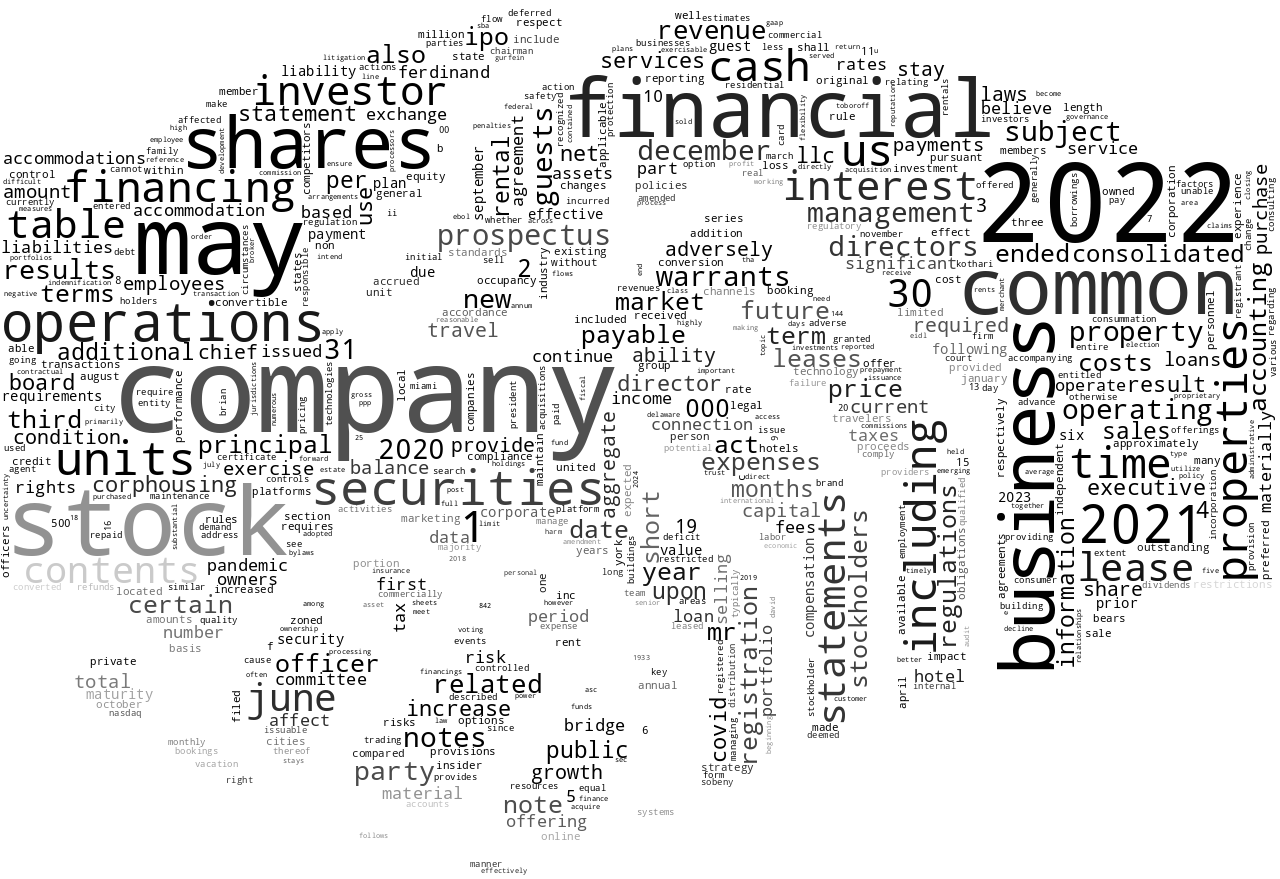 flow deferred
sba
well estimates gaap
respect
million ipo include
parties
revenue commercial
plans businesses exercisable guest less shall return 11 u
litigation also state chairman gurfein
services cash served rates stay
liability actions line ferdinand
reporting residential original relating
member investor
action safety
10 financial laws become
make statement exchange
federal
believe length governance
affected
shares
guests
sold
rule toboroff
investors subject
high
penalties
december llc us payments members service
accommodations family employee
net
part option profit march loss
pursuant
control within cannot commission
assets
real directly acquisition investment
2022
difficult reference
financing per plan equity
changes policies working
interest offered
amount entered
general
incurred amended process
3
currently measures accommodation based use ii
ebol whether across effective
series management
three
table
may
regulation payment
prospectus
addition regulatory november effect
liabilities debt order non
standards existing
adversely directors
ended consolidated
portfolios intend
initial sell without
conversion tha
significant kothari
results 8 employees
due 2
warrants
receive cost
common
indemnification transaction
accrued occupancy flows
revenues class channels booking
30 rents
negative terms holders convertible
unit new annum
market need
limited consummation
operations apply
accordance
included received highly
future 144
required property
able reasonable
travel payable making
term granted
firm entire election
going additional chief issued 31
continue ability
leases offer
following court accompanying costs loans
contractual transactions
group important
technology prepayment issuance
provided
board august
company
director
failure price
january entitled operate result
requirements
income rate
13 day
otherwise proprietary
city primarily
000 legal
20 current
advance operating
third
connection delaware access
travelers commissions
sales offerings
condition 25 2020 provide
person act issue
taxes
six approximately
used principal
potential hotels
comply
time type many
units
certificate compliance fund
expenses
providers held
utilize policy
credit july exercise estate balance search holdings united
trust direct
15 emerging
average executive
agent
rights corphousing controls platforms
securities
months brand
2023
purchased maintenance
activities post full
international capital
together
2021 4
stock
500 18
repaid 16
rules demand address
section requires adopted
marketing data
corporate platform
1 limit
manage date harm
short
19 deficit
fees
labor economic
providing
outstanding
see bylaws
majority
amendment years
value restricted
extent lease five
contents
pandemic
portion
2018
long year
consumer
dividends restrictions
converted refunds located similar owners increased
insurance first commercially
personal one
team upon areas
2019
building share
certain
among
asset sheets meet
842
inc however
senior loan leased
prior
amounts quality number
zoned ownership
tax
period expense
mr
decline bears
basis f security
voting events
rent
sale
private cause officer processing
risk controlled
1933
better impact
total often committee
financings related
key
hotel internal
maturity
june
described power
asc annual
october
affect
increase
funds
customer
nasdaq
issuable
risks law options since
bridge 6
made deemed
monthly bookings
cities thereof stays
trading notes
public sec
vacation
compared provisions
insider
right
party provides growth
strategy form sobeny
material
resources equal
accounts
note 5 finance acquire
offering
systems
follows
online
manner
effectively
competitors
development
processors
ensure
arrangements
circumstances
broker
states
responsible
september
rental
agreement
industry
recognized
contained
applicable
protection
card
flexibility
reputation
rentals
generally
borrowings
owned
pay
corporation
factors
unable
area
7
claims
experience
change
closing
consulting
purchase
registrant
personnel
regarding
various
accounting
merchant
business
properties
materially
preferred
administrative
provision
incorporation
independent
information
relationships
respectively
agreements
including
regulations
obligations
qualified
audit
employment
available
timely
april
statements
stockholders
compensation
stockholder
registration
portfolio
david
beginning
selling
typically
registered
distribution
managing
covid
aggregate
expected
2024
york
buildings
maintain
acquisitions
paid
fiscal
president
companies
miami
local
gross
ppp
technologies
pricing
numerous
jurisdictions
brian
performance
require
entity
substantial
uncertainty
officers
filed
topic
days
adverse
investments
reported
end
b
00
9